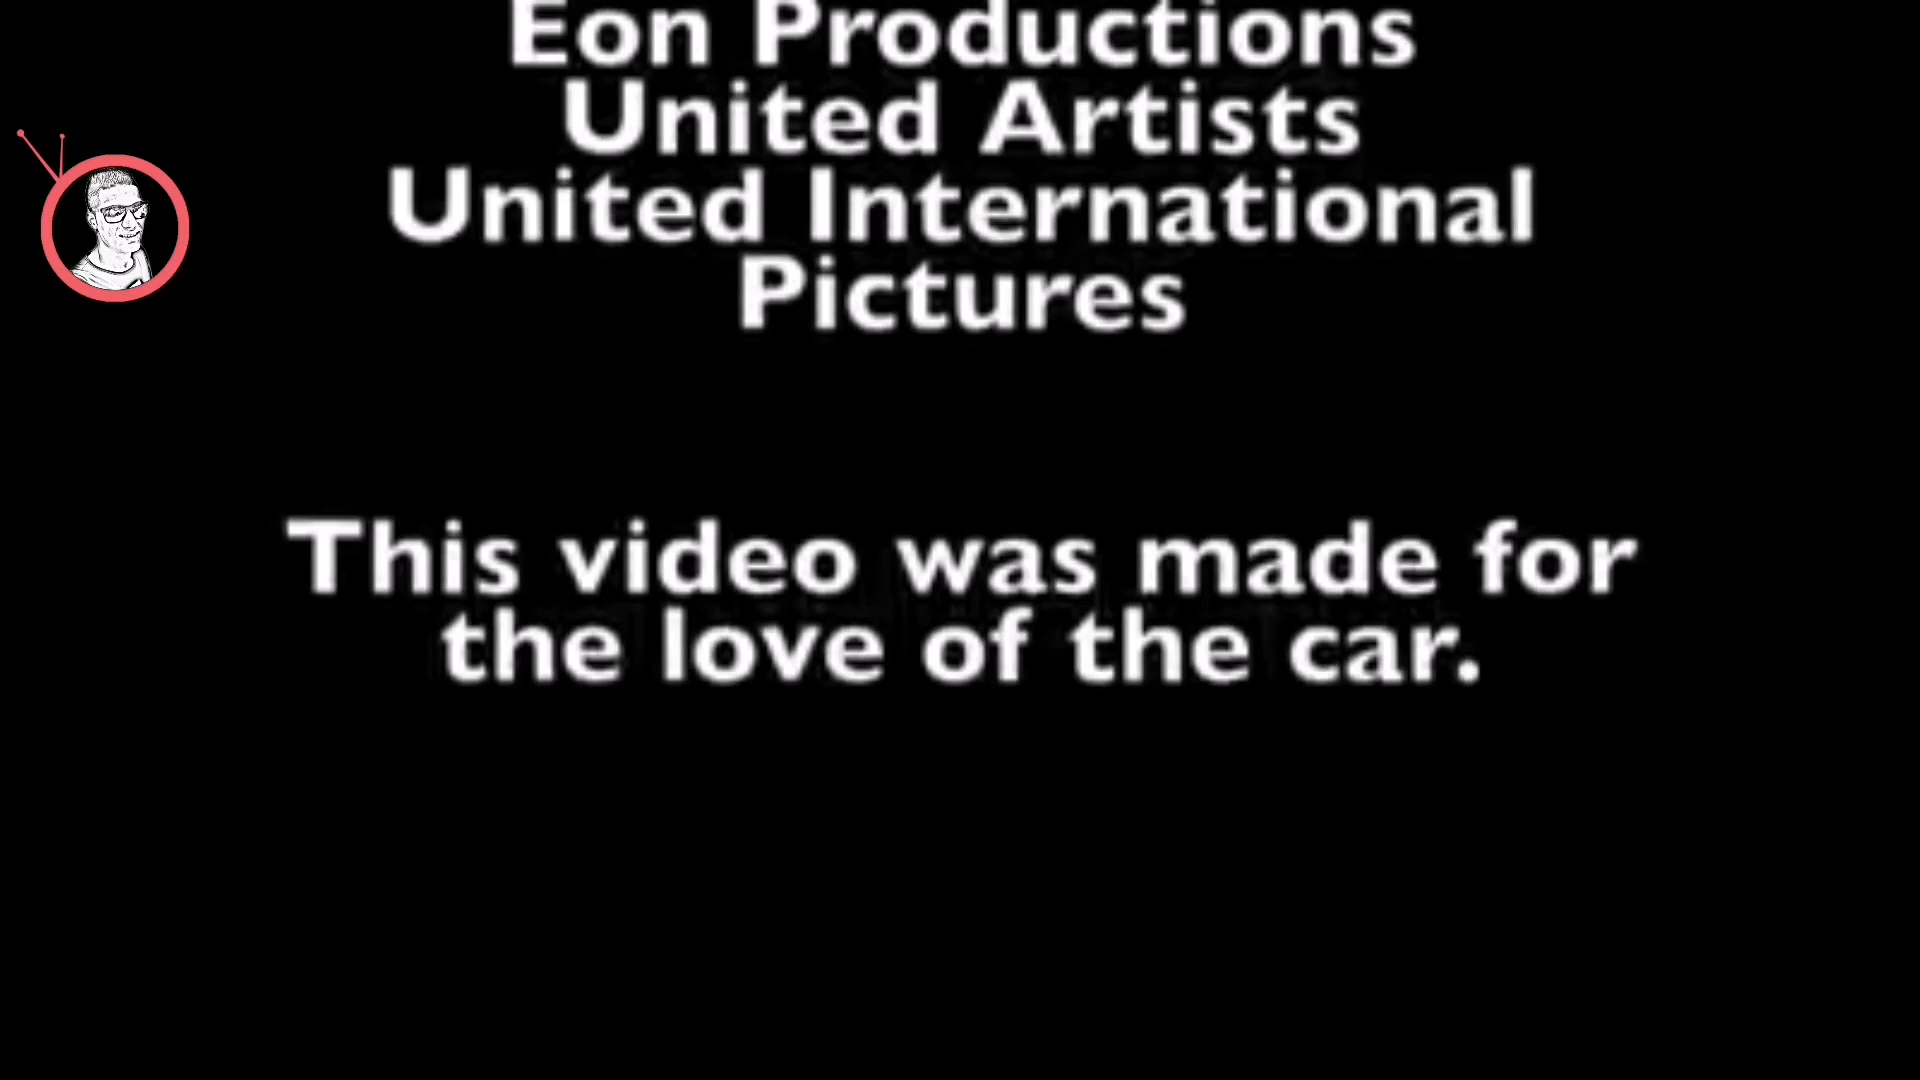 Eon Productions
United Artists
United International
Pictures
This video was made for
the love of the car.